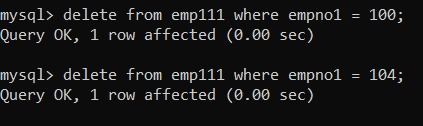 mysql> delete from emp111 where empno1 = 100;
Query OK, 1 row affected (0.00 sec)
mysql> delete from emp111 where empno1 = 104;
Query OK, 1 row affected (0.00 sec)